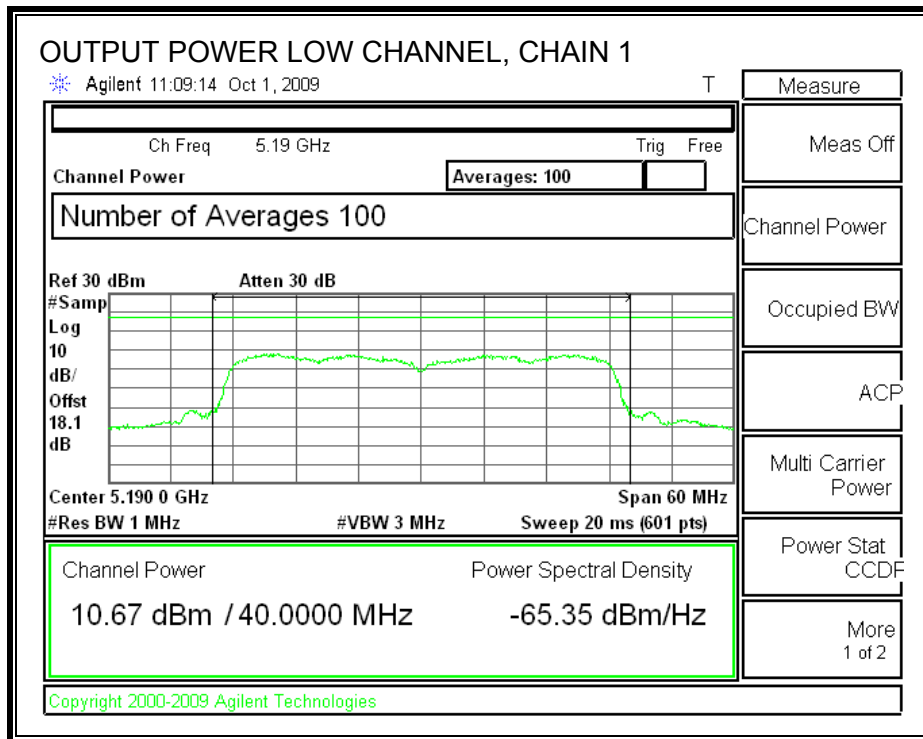 OUTPUT POWER LOW CHANNEL, CHAIN 1
Agilent 11:09:14 Oct 1, 2009 T
Measure
Ch Freq 5.19 GHz Trig Free
Meas Off
Channel Power Averages: 100
Number of Averages 100
Channel Power
Ref 30 dBm Atten 30 dB
#Samp
Log
10
dB/
Offst
18.1
dB
Occupied BW
ACP
Multi Carrier
Power
Center 5.190 0 GHz Span 60 MHz
#Res BW 1 MHz #VBW 3 MHz Sweep 20 ms (601 pts)
Power Stat
CCDF
Channel Power Power Spectral Density
10.67 dBm / 40.0000 MHz -65.35 dBm/Hz
More
1 of 2
Copyright 2000-2009 Agilent Technologies